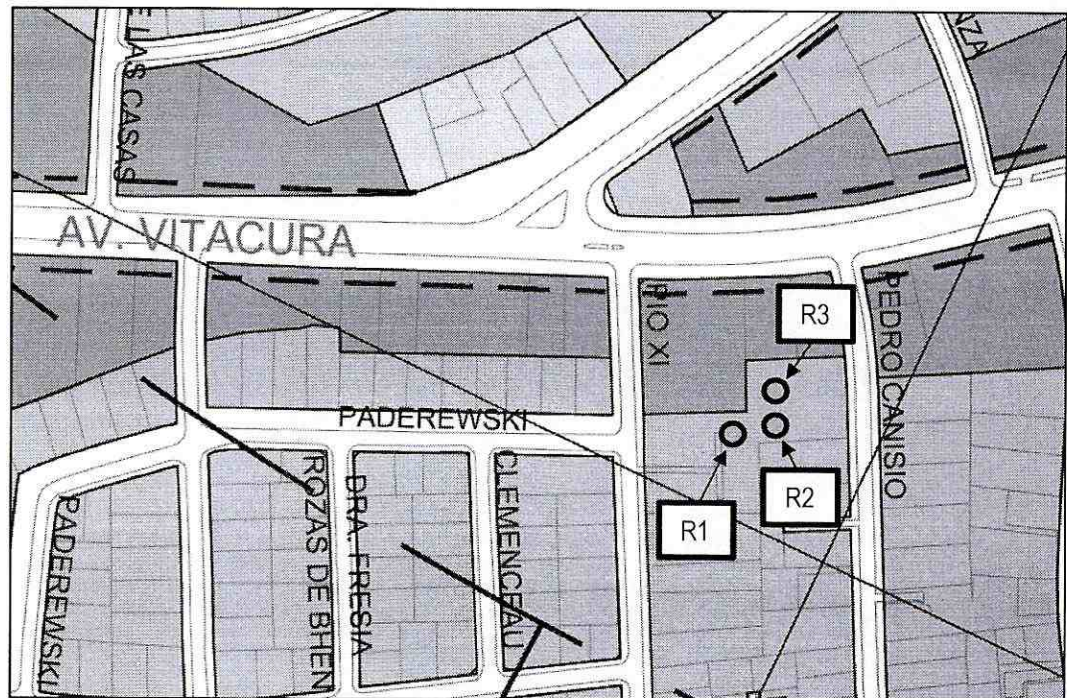 E LAS CASAS
NZA
AV. VITACURA
PIO XI
R3
PEDRO CANISIO
PADEREWSKI
R1
R2
PADEREWSKI
ROZAS DE BHEN
DRA. FRESIA
CLEMENCEAU